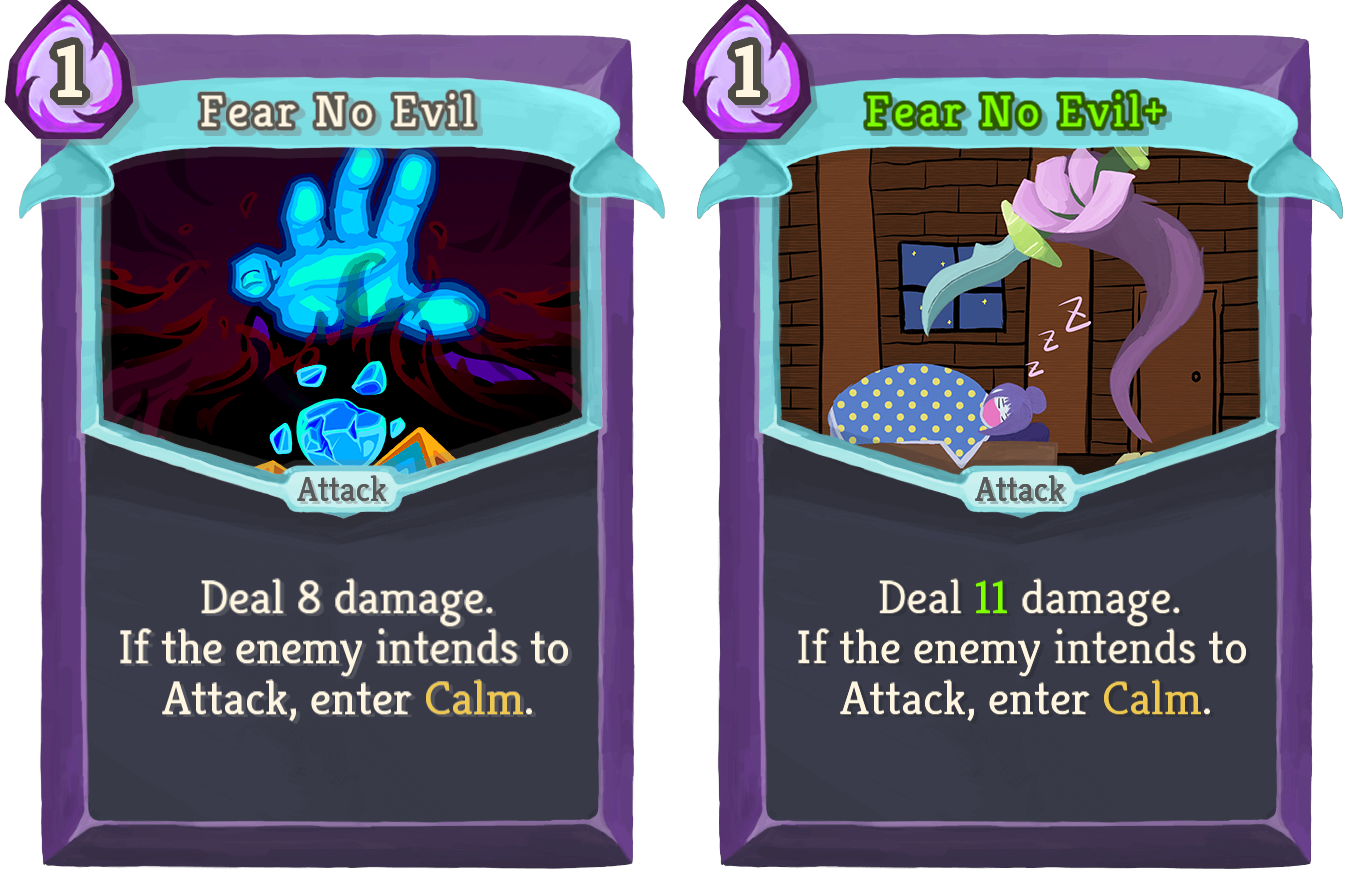 1
Fear No Evil
Attack
Deal 8 damage.
If the enemy intends to
Attack, enter Calm.
1
Fear No Evil+
z
z
z
Attack
Deal 11 damage.
If the enemy intends to
Attack, enter Calm.